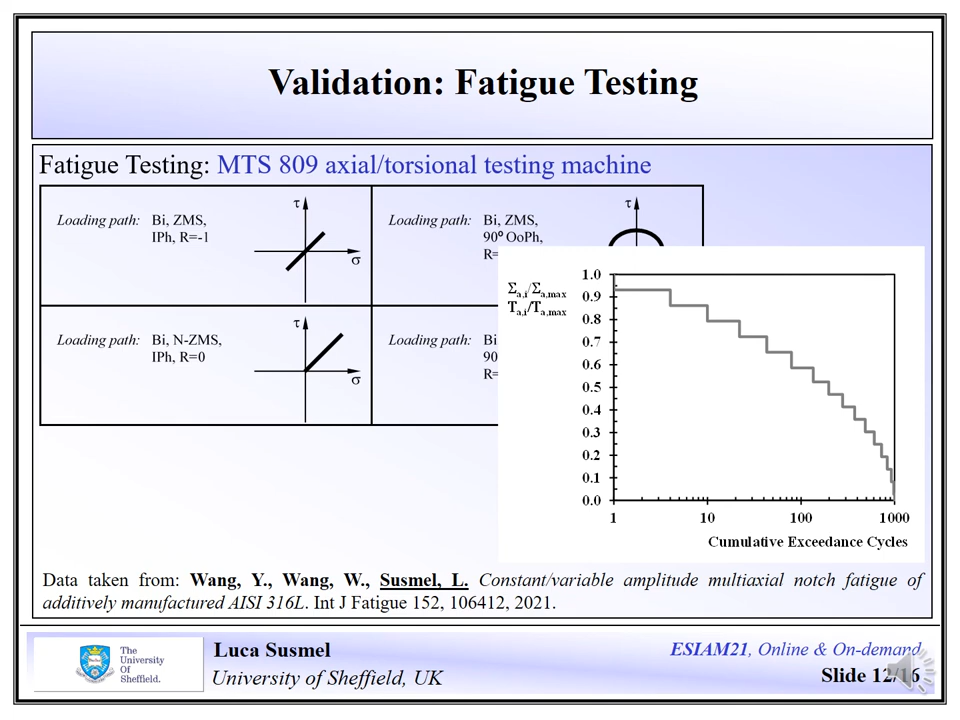 Validation: Fatigue Testing
Fatigue Testing: MTS 809 axial/torsional testing machine
Loading path: Bi, ZMS,
IPh, R=-1
τ
σ
Loading path: Bi, ZMS,
90° OoPh,
R=
τ
Loading path: Bi, N-ZMS,
IPh, R=0
τ
σ
Loading path: Bi
90
R=
Σa,i/Σa,max
Ta,i/Ta,max
1.0
0.9
0.8
0.7
0.6
0.5
0.4
0.3
0.2
0.1
0.0
1 10 100 1000
Cumulative Exceedance Cycles
Data taken from: Wang, Y., Wang, W., Susmel, L. Constant/variable amplitude multiaxial notch fatigue of
additively manufactured AISI 316L. Int J Fatigue 152, 106412, 2021.
The
University
Of
Sheffield.
Luca Susmel
University of Sheffield, UK
ESIAM21, Online & On-demand
Slide 12/16